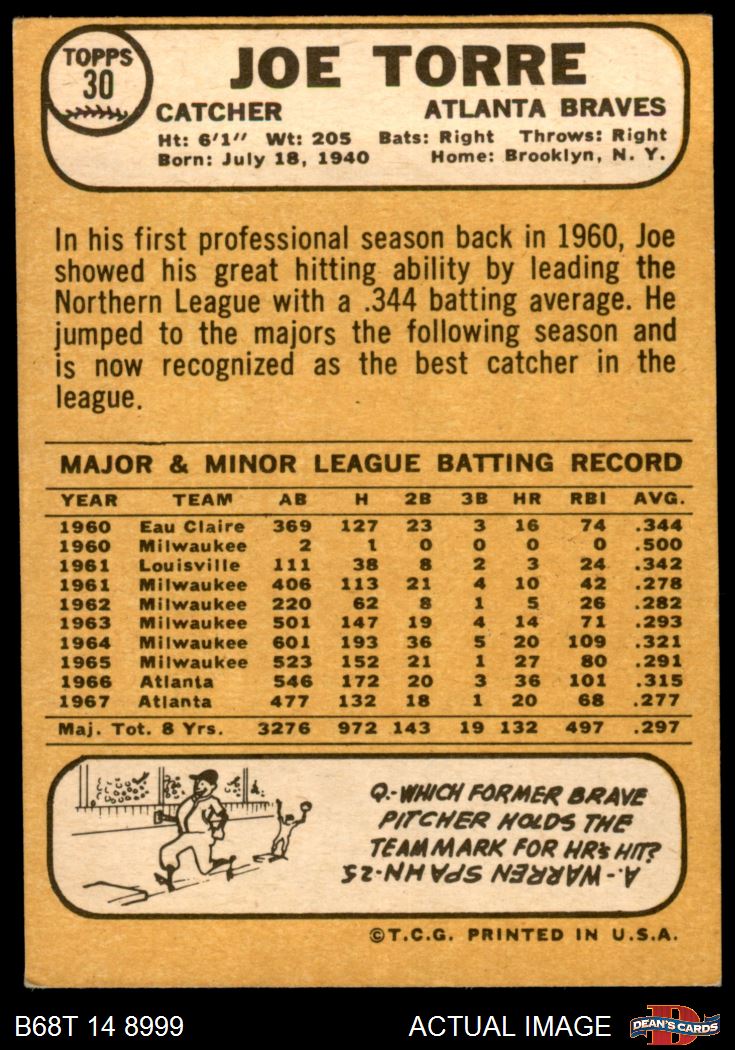 TOPPS
30
JOE TORRE
CATCHER ATLANTA BRAVES
Ht: 6'1" Wt: 205 Bats: Right Throws: Right
Born: July 18, 1940 Home: Brooklyn, N. Y.
In his first professional season back in 1960, Joe
showed his great hitting ability by leading the
Northern League with a .344 batting average. He
jumped to the majors the following season and
is now recognized as the best catcher in the
league.
MAJOR & MINOR LEAGUE BATTING RECORD
YEAR TEAM AB H 2B 3B HR RBI AVG.
1960 Eau Claire 369 127 23 3 16 74 .344
1960 Milwaukee 2 1 0 0 0 0 .500
1961 Louisville 111 38 8 2 3 24 .342
1961 Milwaukee 406 113 21 4 10 42 .278
1962 Milwaukee 220 62 8 1 5 26 .282
1963 Milwaukee 501 147 19 4 14 71 .293
1964 Milwaukee 601 193 36 5 20 109 .321
1965 Milwaukee 523 152 21 1 27 80 .291
1966 Atlanta 546 172 20 3 36 101 .315
1967 Atlanta 477 132 18 1 20 68 .277
Maj. Tot. 8 Yrs. 3276 972 143 19 132 497 .297
Q.-WHICH FORMER BRAVE
PITCHER HOLDS THE
TEAM MARK FOR HR's HIT?
A.-WARREN SPAHN-25
©T.C.G. PRINTED IN U.S.A.
B68T 14 8999 ACTUAL IMAGE DEAN'S CARDS